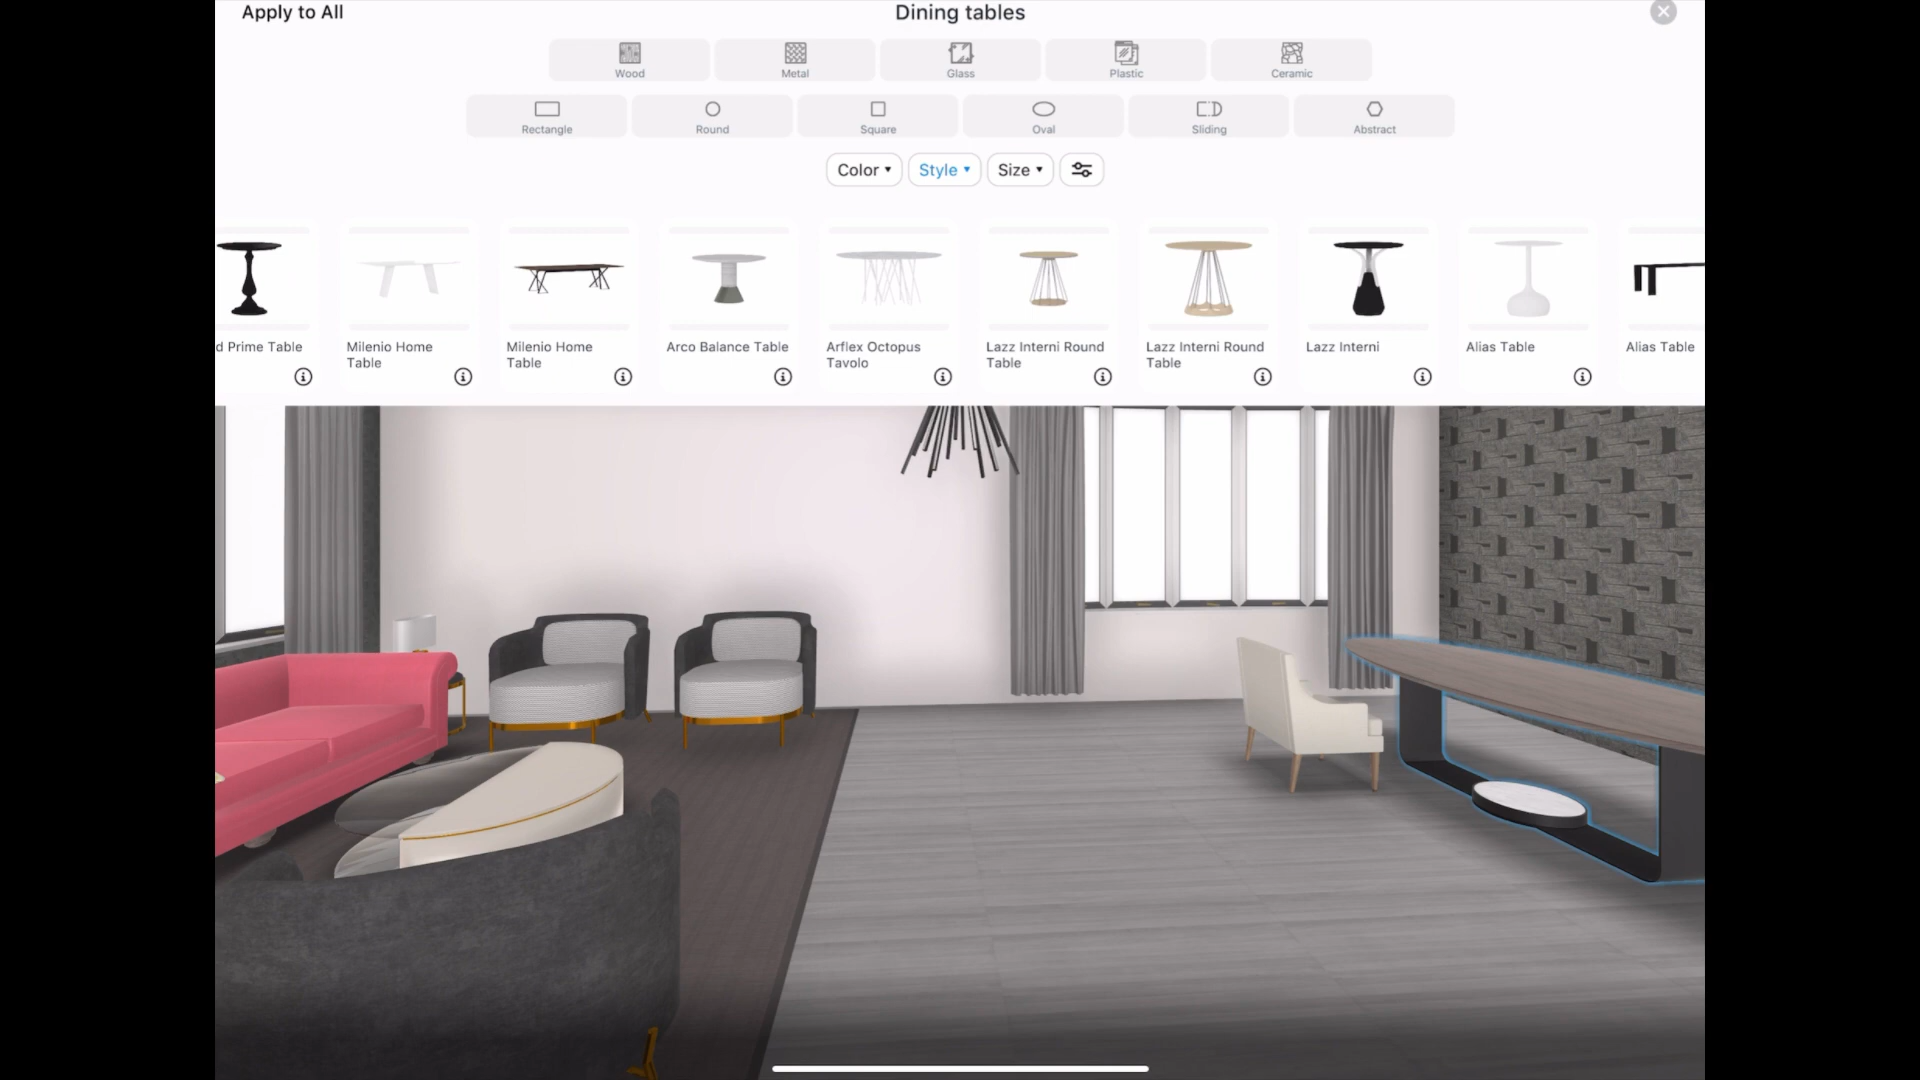 Apply to All
Dining tables
Wood
Metal
Glass
Plastic
Ceramic
Rectangle
Round
Square
Oval
Sliding
Abstract
Color
Style
Size
d Prime Table
Milenio Home
Table
Milenio Home
Table
Arco Balance Table
Arflex Octopus
Tavolo
Lazz Interni Round
Table
Lazz Interni Round
Table
Lazz Interni
Alias Table
Alias Table